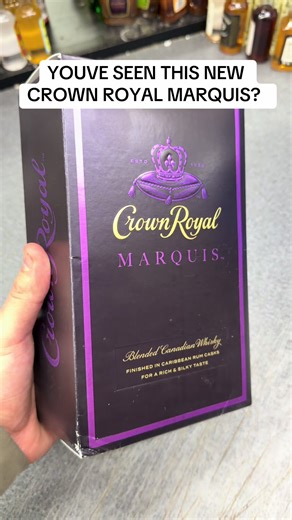 YOUVE SEEN THIS NEW
CROWN ROYAL MARQUIS?
Crown Royal
MARQUIS™
Blended Canadian Whisky
FINISHED IN CARIBBEAN RUM CASKS
FOR A RICH & SILKY TASTE
Crown Royal